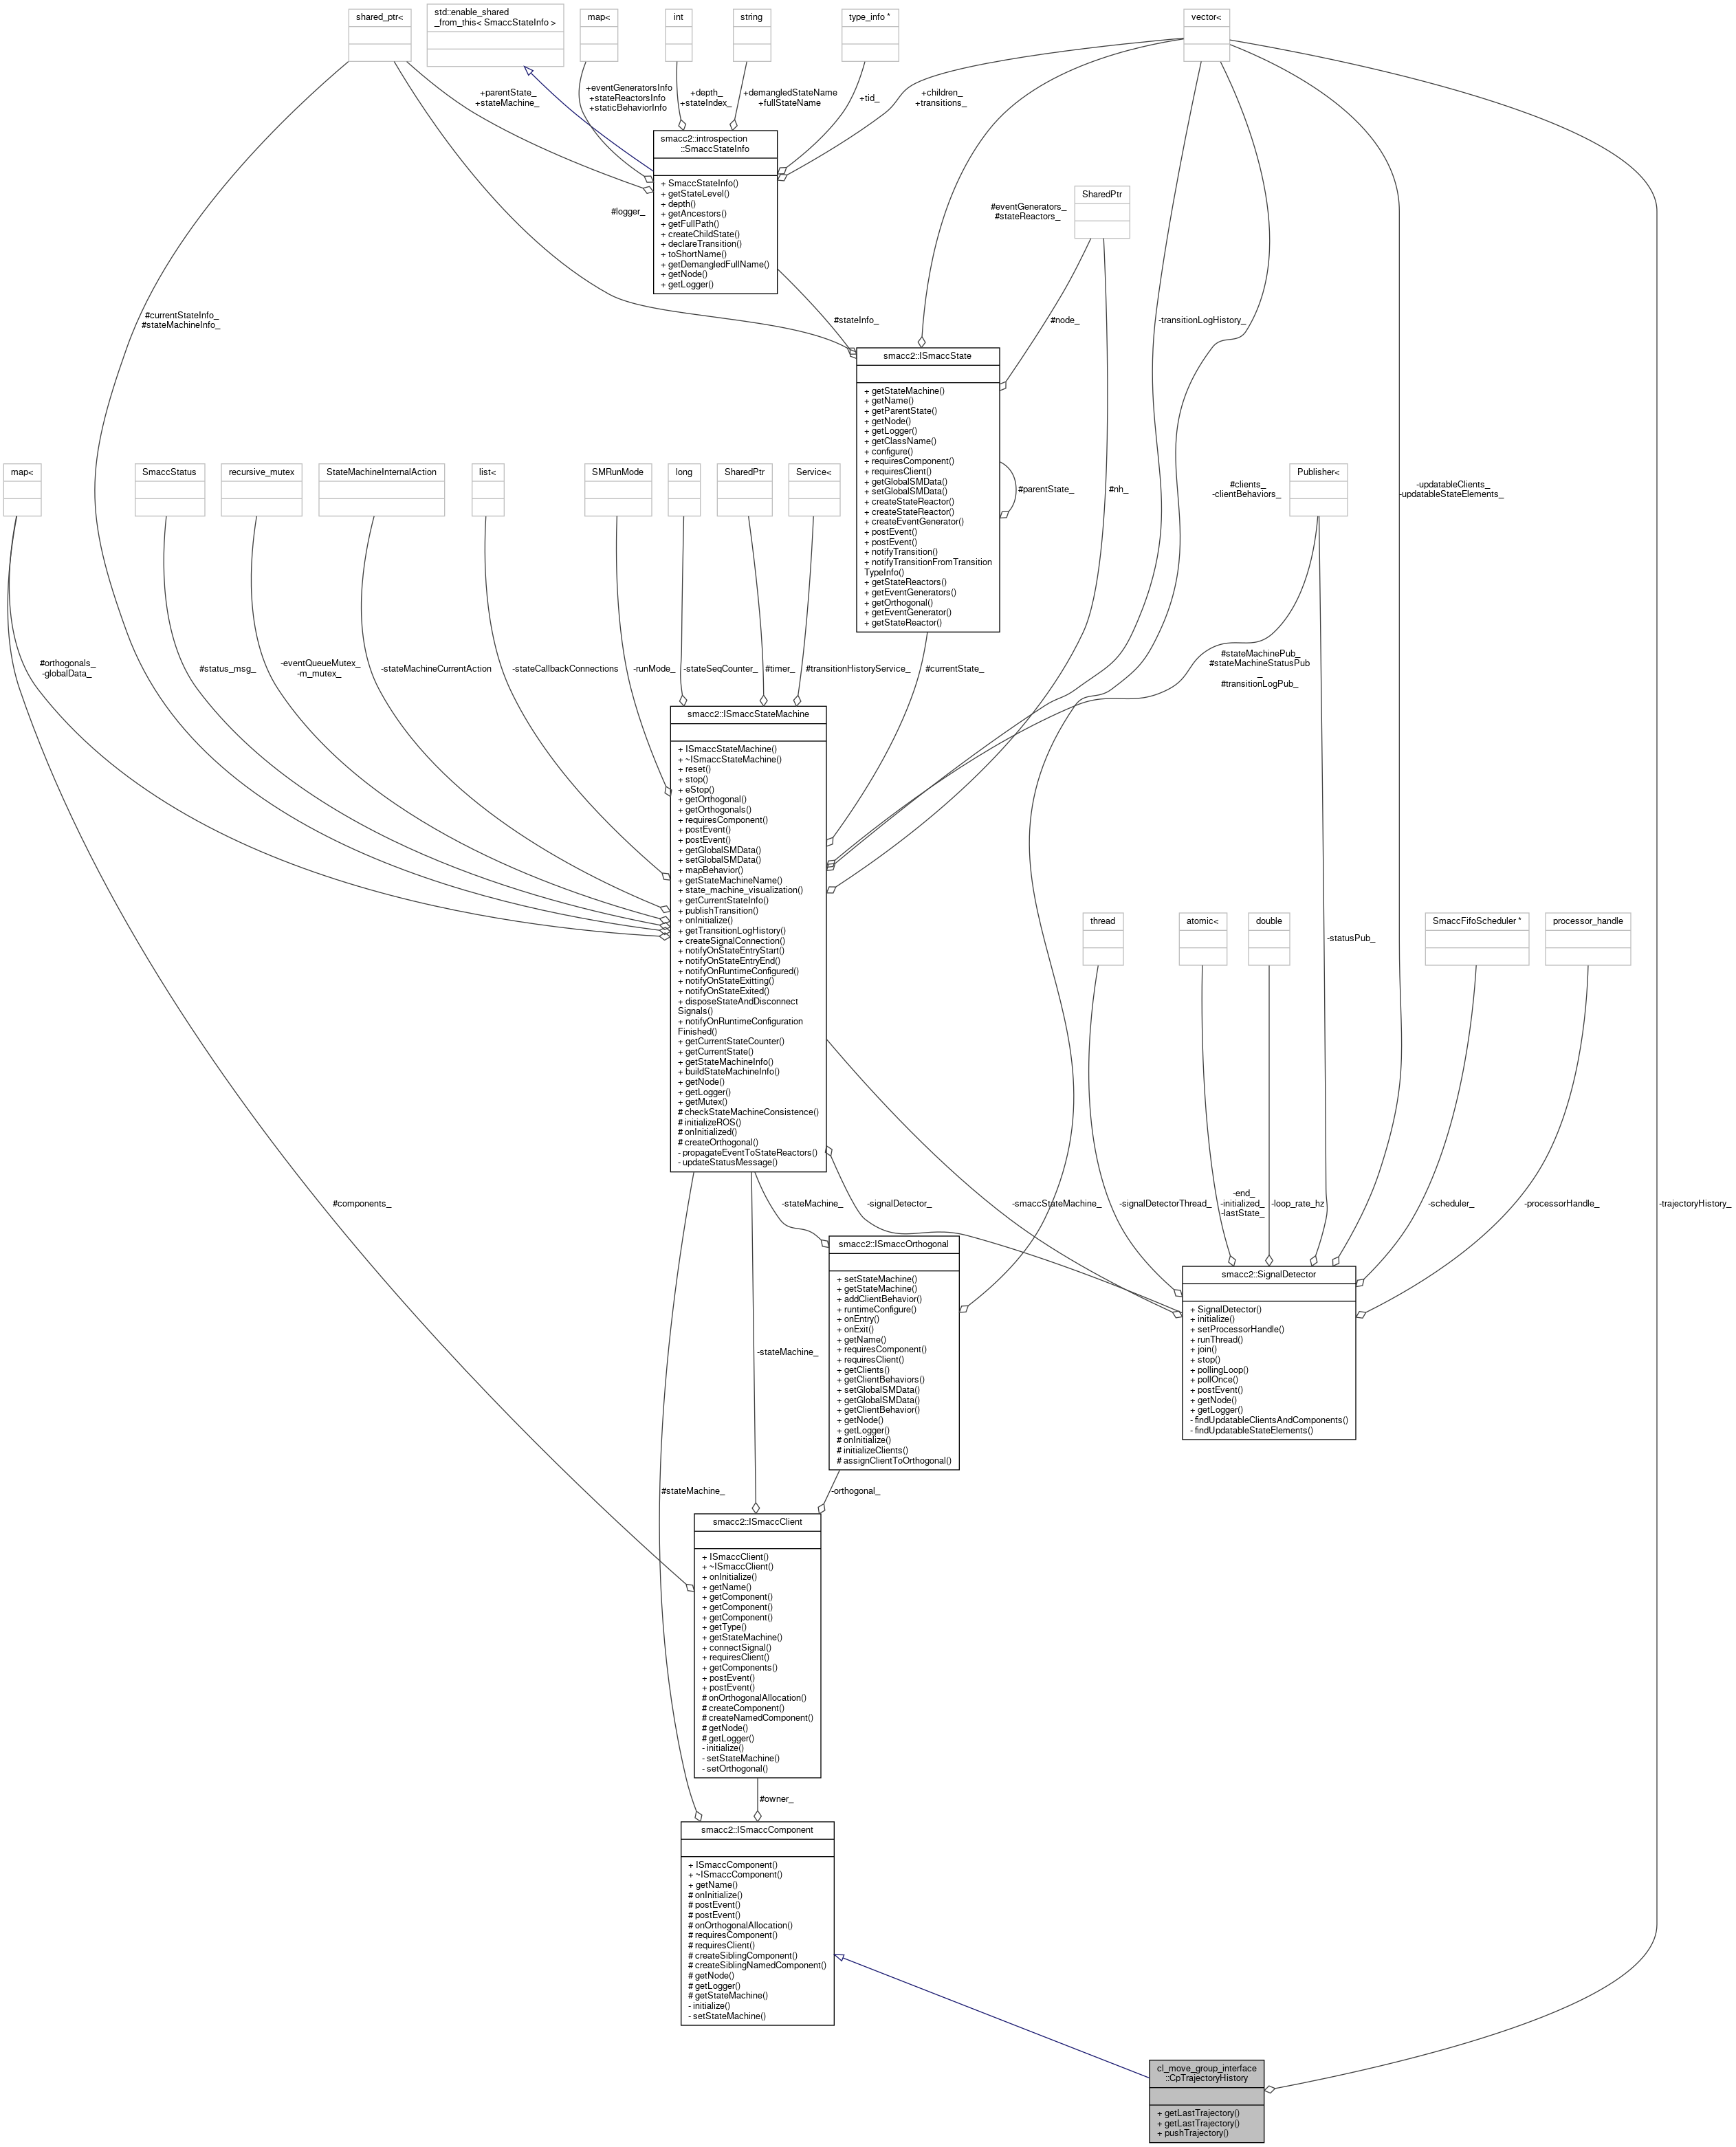 shared_ptr<
std::enable_shared
_from_this< SmaccStateInfo >
map<
int
string
type_info *
vector<
+parentState_
+stateMachine_
+eventGeneratorsInfo
+stateReactorsInfo
+staticBehaviorInfo
+depth_
+stateIndex_
+demangledStateName
+fullStateName
+tid_
+children_
+transitions_
smacc2::introspection
::SmaccStateInfo
+ SmaccStateInfo()
+ getStateLevel()
+ depth()
+ getAncestors()
+ getFullPath()
+ createChildState()
+ declareTransition()
+ toShortName()
+ getDemangledFullName()
+ getNode()
+ getLogger()
#logger_
#eventGenerators_
#stateReactors_
SharedPtr
#currentStateInfo_
#stateMachineInfo_
#stateInfo_
#node_
-transitionLogHistory_
smacc2::ISmaccState
+ getStateMachine()
+ getName()
+ getParentState()
+ getNode()
+ getLogger()
+ getClassName()
+ configure()
+ requiresComponent()
+ requiresClient()
+ getGlobalSMData()
+ setGlobalSMData()
+ createStateReactor()
+ createStateReactor()
+ createEventGenerator()
+ postEvent()
+ postEvent()
+ notifyTransition()
+ notifyTransitionFromTransition
TypeInfo()
+ getStateReactors()
+ getEventGenerators()
+ getOrthogonal()
+ getEventGenerator()
+ getStateReactor()
#parentState_
#nh_
#clients_
-clientBehaviors_
Publisher<
-updatableClients_
-updatableStateElements_
map<
SmaccStatus
recursive_mutex
StateMachineInternalAction
list<
SMRunMode
long
SharedPtr
Service<
#orthogonals_
-globalData_
#status_msg_
-eventQueueMutex_
-m_mutex_
-stateMachineCurrentAction
-stateCallbackConnections
-runMode_
-stateSeqCounter_
#timer_
#transitionHistoryService_
#currentState_
#stateMachinePub_
#stateMachineStatusPub
_
#transitionLogPub_
smacc2::ISmaccStateMachine
+ ISmaccStateMachine()
+ ~ISmaccStateMachine()
+ reset()
+ stop()
+ eStop()
+ getOrthogonal()
+ getOrthogonals()
+ requiresComponent()
+ postEvent()
+ postEvent()
+ getGlobalSMData()
+ setGlobalSMData()
+ mapBehavior()
+ getStateMachineName()
+ state_machine_visualization()
+ getCurrentStateInfo()
+ publishTransition()
+ onInitialize()
+ getTransitionLogHistory()
+ createSignalConnection()
+ notifyOnStateEntryStart()
+ notifyOnStateEntryEnd()
+ notifyOnRuntimeConfigured()
+ notifyOnStateExitting()
+ notifyOnStateExited()
+ disposeStateAndDisconnect
Signals()
+ notifyOnRuntimeConfiguration
Finished()
+ getCurrentStateCounter()
+ getCurrentState()
+ getStateMachineInfo()
+ buildStateMachineInfo()
+ getNode()
+ getLogger()
+ getMutex()
# checkStateMachineConsistence()
# initializeROS()
# onInitialized()
# createOrthogonal()
- propagateEventToStateReactors()
- updateStatusMessage()
thread
atomic<
double
SmaccFifoScheduler *
processor_handle
-statusPub_
#components_
-stateMachine_
-signalDetector_
-smaccStateMachine_
-signalDetectorThread_
-end_
-initialized_
-lastState_
-loop_rate_hz
-scheduler_
-processorHandle_
-trajectoryHistory_
smacc2::ISmaccOrthogonal
+ setStateMachine()
+ getStateMachine()
+ addClientBehavior()
+ runtimeConfigure()
+ onEntry()
+ onExit()
+ getName()
+ requiresComponent()
+ requiresClient()
+ getClients()
+ getClientBehaviors()
+ setGlobalSMData()
+ getGlobalSMData()
+ getClientBehavior()
+ getNode()
+ getLogger()
# onInitialize()
# initializeClients()
# assignClientToOrthogonal()
smacc2::SignalDetector
+ SignalDetector()
+ initialize()
+ setProcessorHandle()
+ runThread()
+ join()
+ stop()
+ pollingLoop()
+ pollOnce()
+ postEvent()
+ getNode()
+ getLogger()
- findUpdatableClientsAndComponents()
- findUpdatableStateElements()
-stateMachine_
#stateMachine_
-orthogonal_
smacc2::ISmaccClient
+ ISmaccClient()
+ ~ISmaccClient()
+ onInitialize()
+ getName()
+ getComponent()
+ getComponent()
+ getComponent()
+ getType()
+ getStateMachine()
+ connectSignal()
+ requiresClient()
+ getComponents()
+ postEvent()
+ postEvent()
# onOrthogonalAllocation()
# createComponent()
# createNamedComponent()
# getNode()
# getLogger()
- initialize()
- setStateMachine()
- setOrthogonal()
#owner_
smacc2::ISmaccComponent
+ ISmaccComponent()
+ ~ISmaccComponent()
+ getName()
# onInitialize()
# postEvent()
# postEvent()
# onOrthogonalAllocation()
# requiresComponent()
# requiresClient()
# createSiblingComponent()
# createSiblingNamedComponent()
# getNode()
# getLogger()
# getStateMachine()
- initialize()
- setStateMachine()
cl_move_group_interface
::CpTrajectoryHistory
+ getLastTrajectory()
+ getLastTrajectory()
+ pushTrajectory()